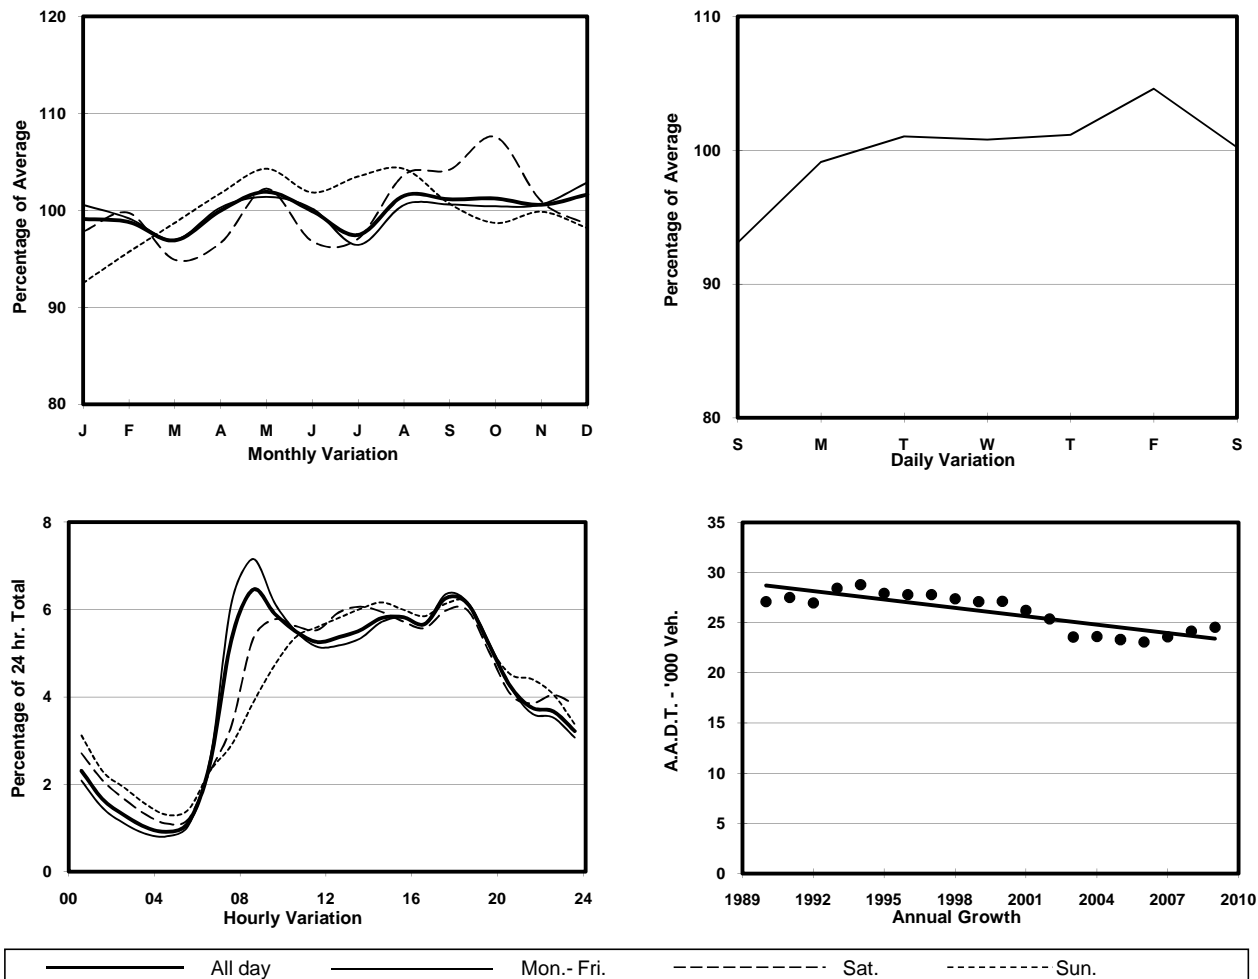 120
110
100
90
80
Percentage of Average
J F M A M J J A S O N D
Monthly Variation
110
100
90
80
Percentage of Average
S M T W T F S
Daily Variation
8
6
4
2
0
Percentage of 24 hr. Total
00 04 08 12 16 20 24
Hourly Variation
35
30
25
20
15
10
5
0
A.A.D.T. - '000 Veh.
1989 1992 1995 1998 2001 2004 2007 2010
Annual Growth
All day Mon.- Fri. Sat. Sun.